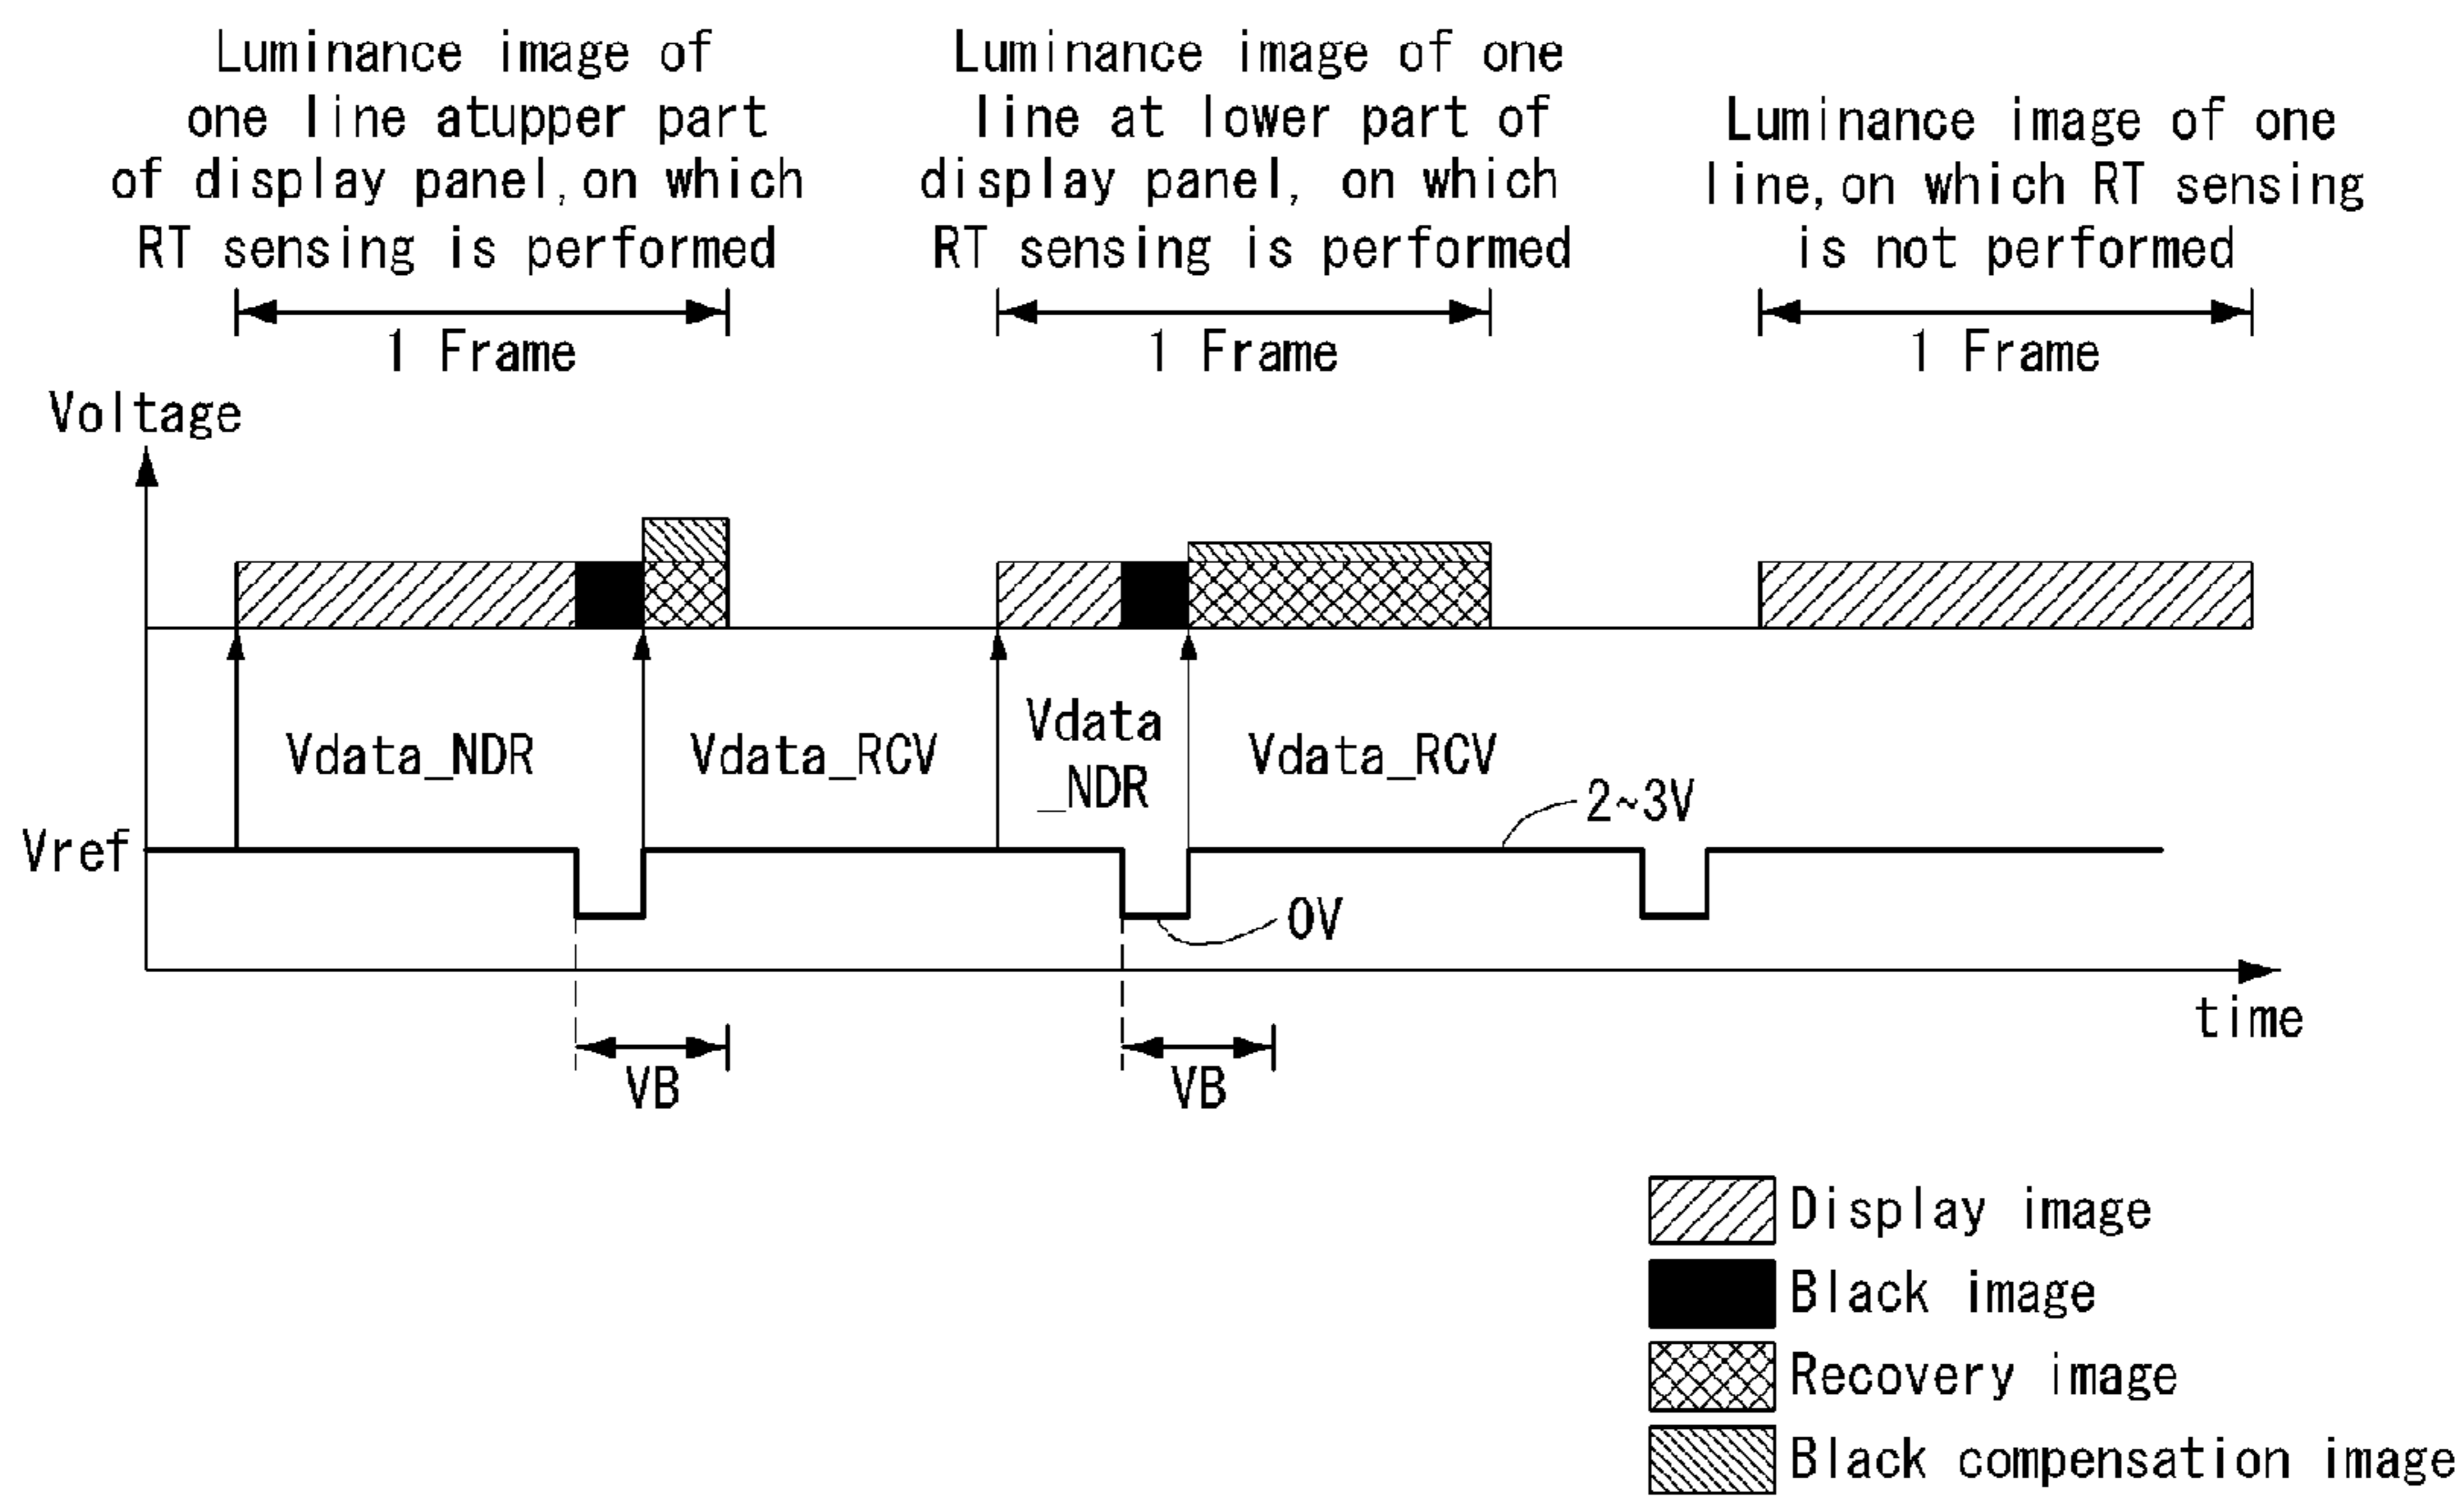 Luminance image of
one line atupper part
of display panel, on which
RT sensing is performed
1 Frame
Luminance image of one
line at lower part of
display panel, on which
RT sensing is performed
1 Frame
Luminance image of one
line, on which RT sensing
is not performed
1 Frame
Voltage
Vdata_NDR
Vdata_RCV
Vdata
_NDR
Vdata_RCV
2~3V
Vref
0V
time
VB
VB
Display image
Black image
Recovery image
Black compensation image